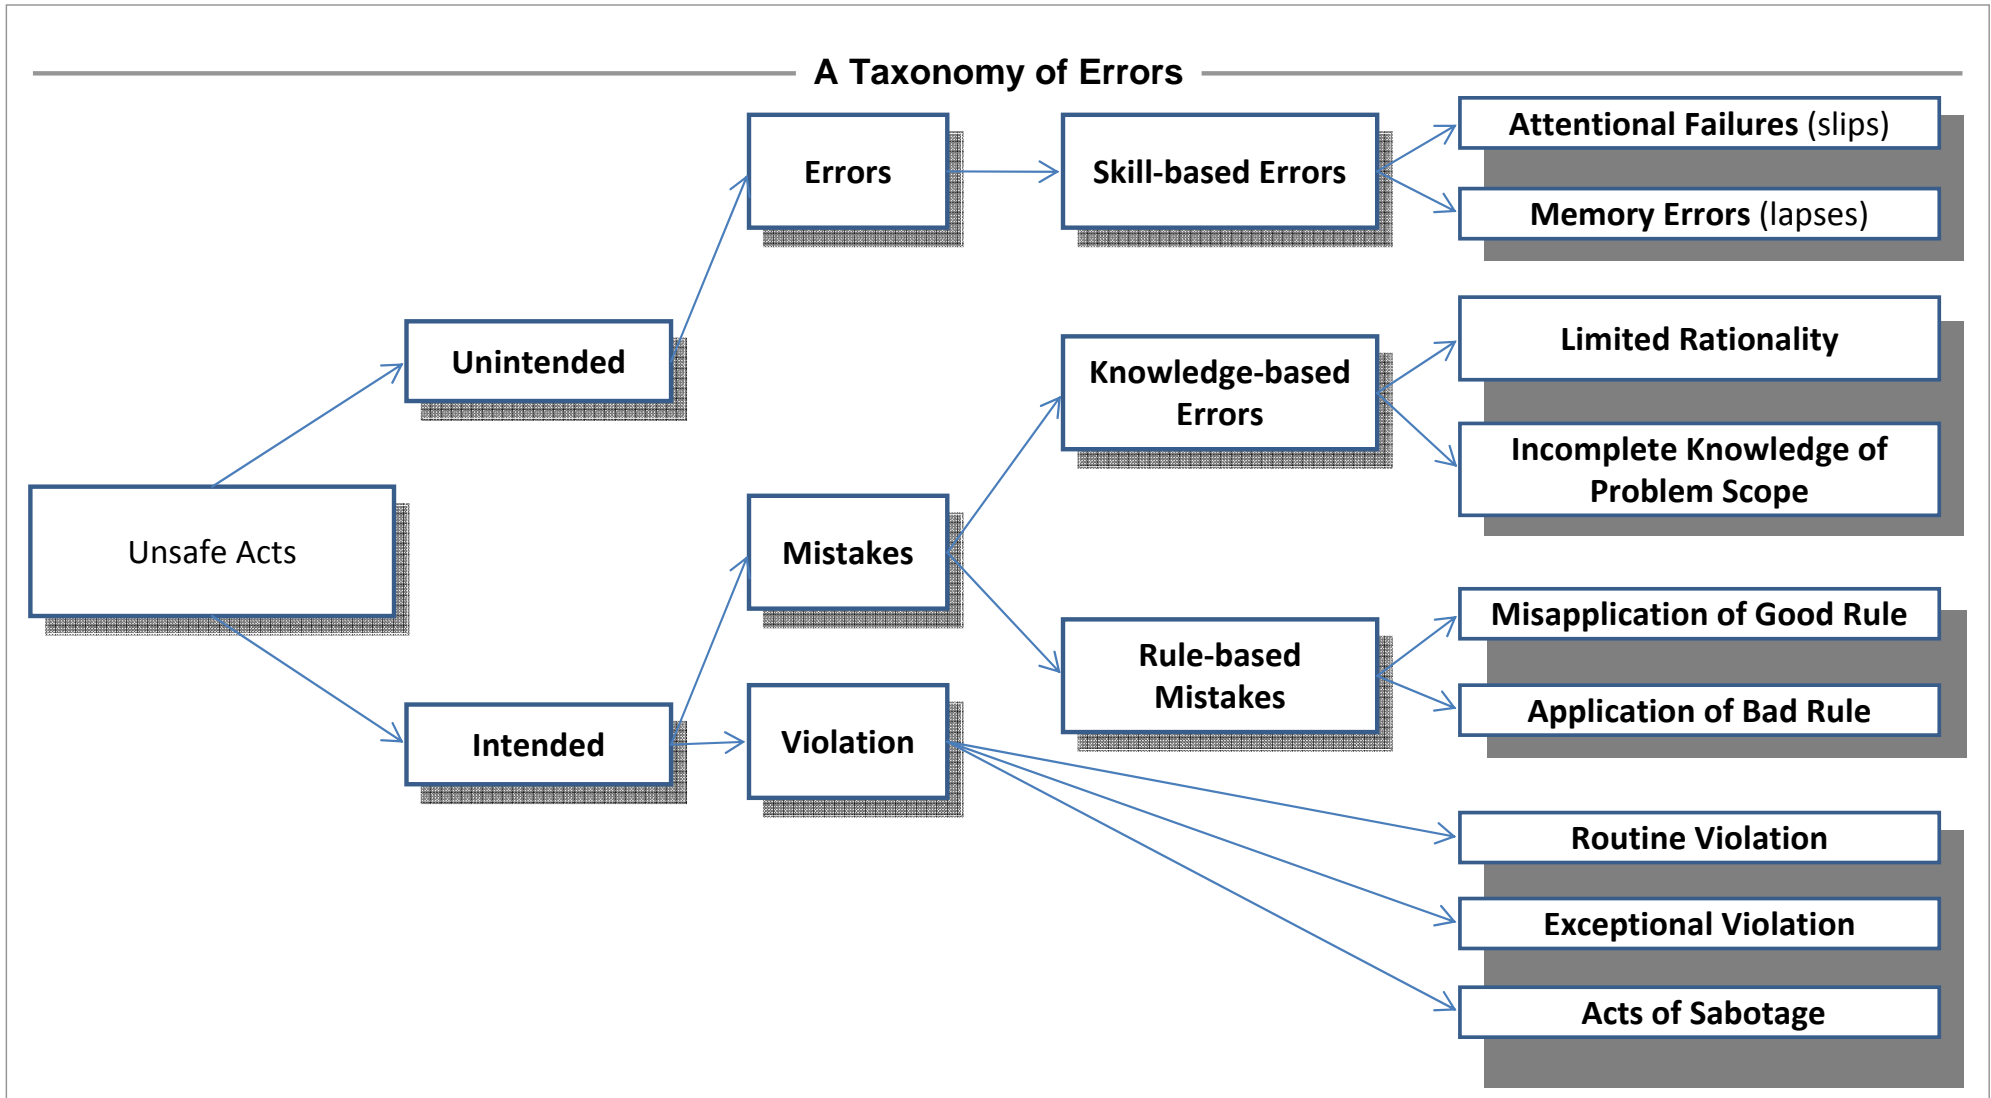 A Taxonomy of Errors
Unsafe Acts
Unintended
Intended
Errors
Mistakes
Violation
Skill-based Errors
Knowledge-based
Errors
Rule-based
Mistakes
Attentional Failures (slips)
Memory Errors (lapses)
Limited Rationality
Incomplete Knowledge of
Problem Scope
Misapplication of Good Rule
Application of Bad Rule
Routine Violation
Exceptional Violation
Acts of Sabotage